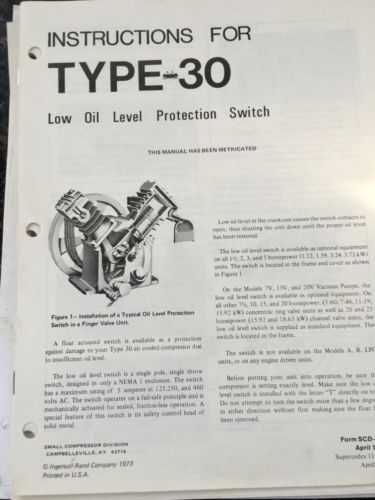 INSTRUCTIONS FOR
TYPE-30
Low Oil Level Protection Switch
THIS MANUAL HAS BEEN METRICATED
Figure 1— Installation of a Typical Oil Level Protection
Switch in a Finger Valve Unit.
A float actuated switch is available as a protection
against damage to your Type 30 air cooled compressor due
to insufficient oil level.
The low oil level switch is a single pole, single throw
switch, designed only a NEMA 1 enclosure. The switch
has a maximum rating of 5 amperes at 125,250, and 480
volts AC. The switch operates on a fail-safe principle and is
mechanically actuated for sealed, friction-less operation. A
special feature of this switch is its safety control head of
solid metal.
SMALL COMPRESSOR DIVISION
CAMPBELLSVILLE, KY 42718
© Ingersoll-Rand Company 1979
Printed in U.S.A.
Low oil level in the crankcase causes the switch contacts to
open, thus shutting the unit down until the proper oil level
has been restored.
The low oil level switch is available as optional equipment
on all 1½, 2, 3, and 5 horsepower (1.12, 1.59, 3.24, 3.73 kW)
units. The switch is located in the frame end cover as shown
in Figure 1.
On the Models 7V, 15V, and 20V Vacuum Pumps, the
low oil level switch is available as optional equipment. On
all other 7½, 10, 15, and 20 horsepower, (5.60, 7.46, 11.19,
15.92 kW) concentric ring valve units as well as 20 and 25
horsepower (15.92 and 18.65 kW) channel valve units, the
low oil level switch is supplied as standard equipment. The
switch is located in the frame.
The switch is not available on the Models A, B,
units, or on any engine driven units.
Before putting your unit into operation, be sure
compressor is setting exactly level. Make sure the low
level switch is installed with the letter "T" directly on to
Do not attempt to turn the switch more than a few deg
in either direction without first making sure the float
been removed.
Form SCD-
April 1
Supersedes
April